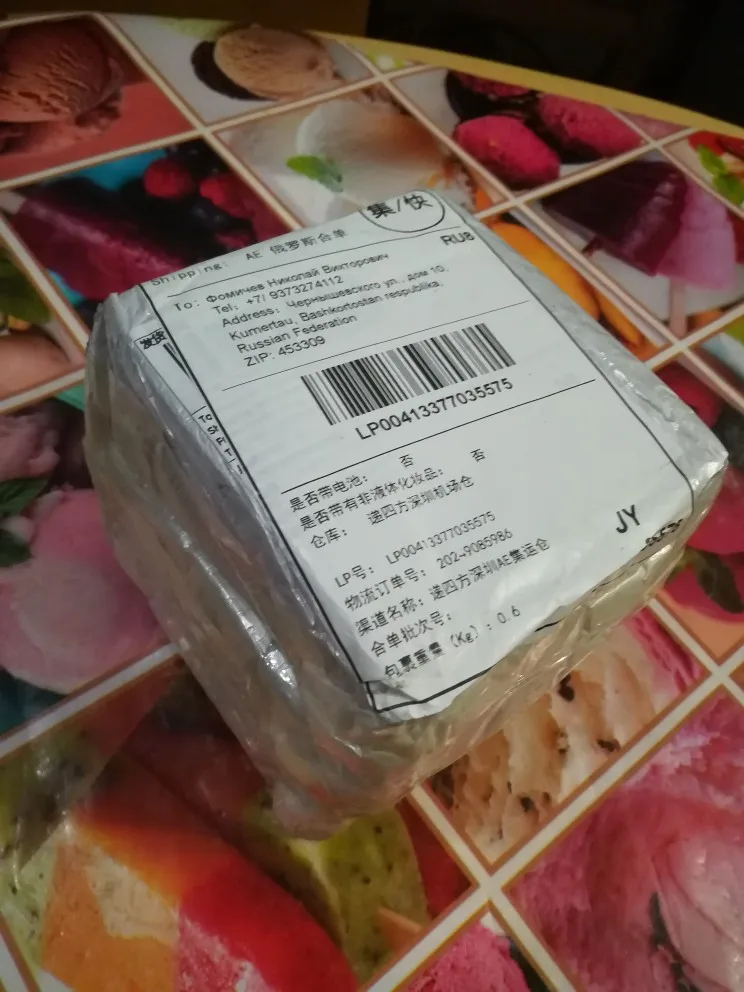 集/快
Shipping: AE 俄罗斯合单
RU8
To: Фомичев Николай Викторович
Tel: +7/ 9373274112
Address: Чернышевского ул., дом 10,
Kumertau, Bashkortostan respublika,
Russian Federation
ZIP: 453309
发货
LP00413377035575
是否带电池: 否
是否带有非液体化妆品: 否
仓库: 递四方深圳机场仓
JY
LP号: LP00413377035575
物流订单号: 202-9085986
渠道名称: 递四方深圳AE集运仓
合单批次号:
包裹重量 (Kg) : 0.6